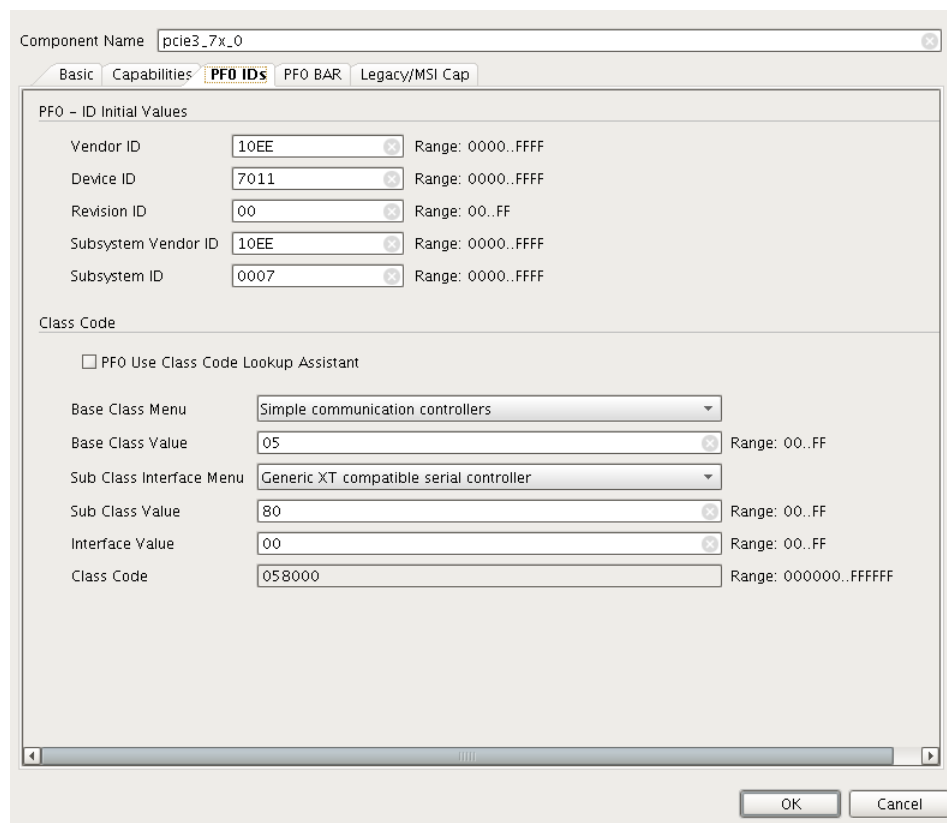 Component Name pcie3_7x_0
Basic Capabilities PF0 IDs PF0 BAR Legacy/MSI Cap
PF0 - ID Initial Values
Vendor ID 10EE Range: 0000..FFFF
Device ID 7011 Range: 0000..FFFF
Revision ID 00 Range: 00..FF
Subsystem Vendor ID 10EE Range: 0000..FFFF
Subsystem ID 0007 Range: 0000..FFFF
Class Code
PF0 Use Class Code Lookup Assistant
Base Class Menu Simple communication controllers
Base Class Value 05 Range: 00..FF
Sub Class Interface Menu Generic XT compatible serial controller
Sub Class Value 80 Range: 00..FF
Interface Value 00 Range: 00..FF
Class Code 058000 Range: 000000..FFFFFF
OK Cancel